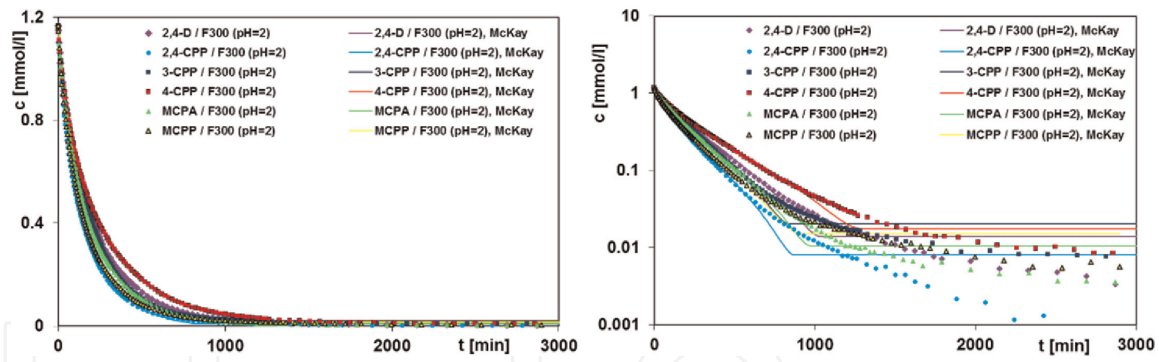 1.2
0.8
0.4
0
c [mmol/l]
2,4-D / F300 (pH=2)
2,4-D / F300 (pH=2), McKay
2,4-CPP / F300 (pH=2)
2,4-CPP / F300 (pH=2), McKay
3-CPP / F300 (pH=2)
3-CPP / F300 (pH=2), McKay
4-CPP / F300 (pH=2)
4-CPP / F300 (pH=2), McKay
MCPA / F300 (pH=2)
MCPA / F300 (pH=2), McKay
MCPP / F300 (pH=2)
MCPP / F300 (pH=2), McKay
0
1000
2000
t [min]
3000
10
1
0.1
0.01
0.001
c [mmol/l]
2,4-D / F300 (pH=2)
2,4-D / F300 (pH=2), McKay
2,4-CPP / F300 (pH=2)
2,4-CPP / F300 (pH=2), McKay
3-CPP / F300 (pH=2)
3-CPP / F300 (pH=2), McKay
4-CPP / F300 (pH=2)
4-CPP / F300 (pH=2), McKay
MCPA / F300 (pH=2)
MCPA / F300 (pH=2), McKay
MCPP / F300 (pH=2)
MCPP / F300 (pH=2), McKay
0
1000
2000
t [min]
3000